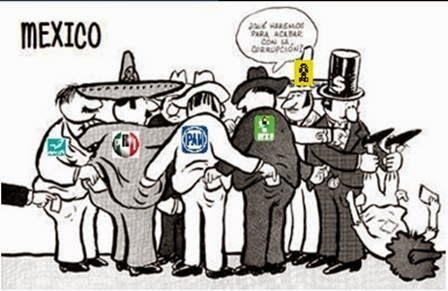 MEXICO
¿QUÉ HAREMOS
PARA ACABAR
CON LA
CORRUPCIÓN?
PRI
PAN
$